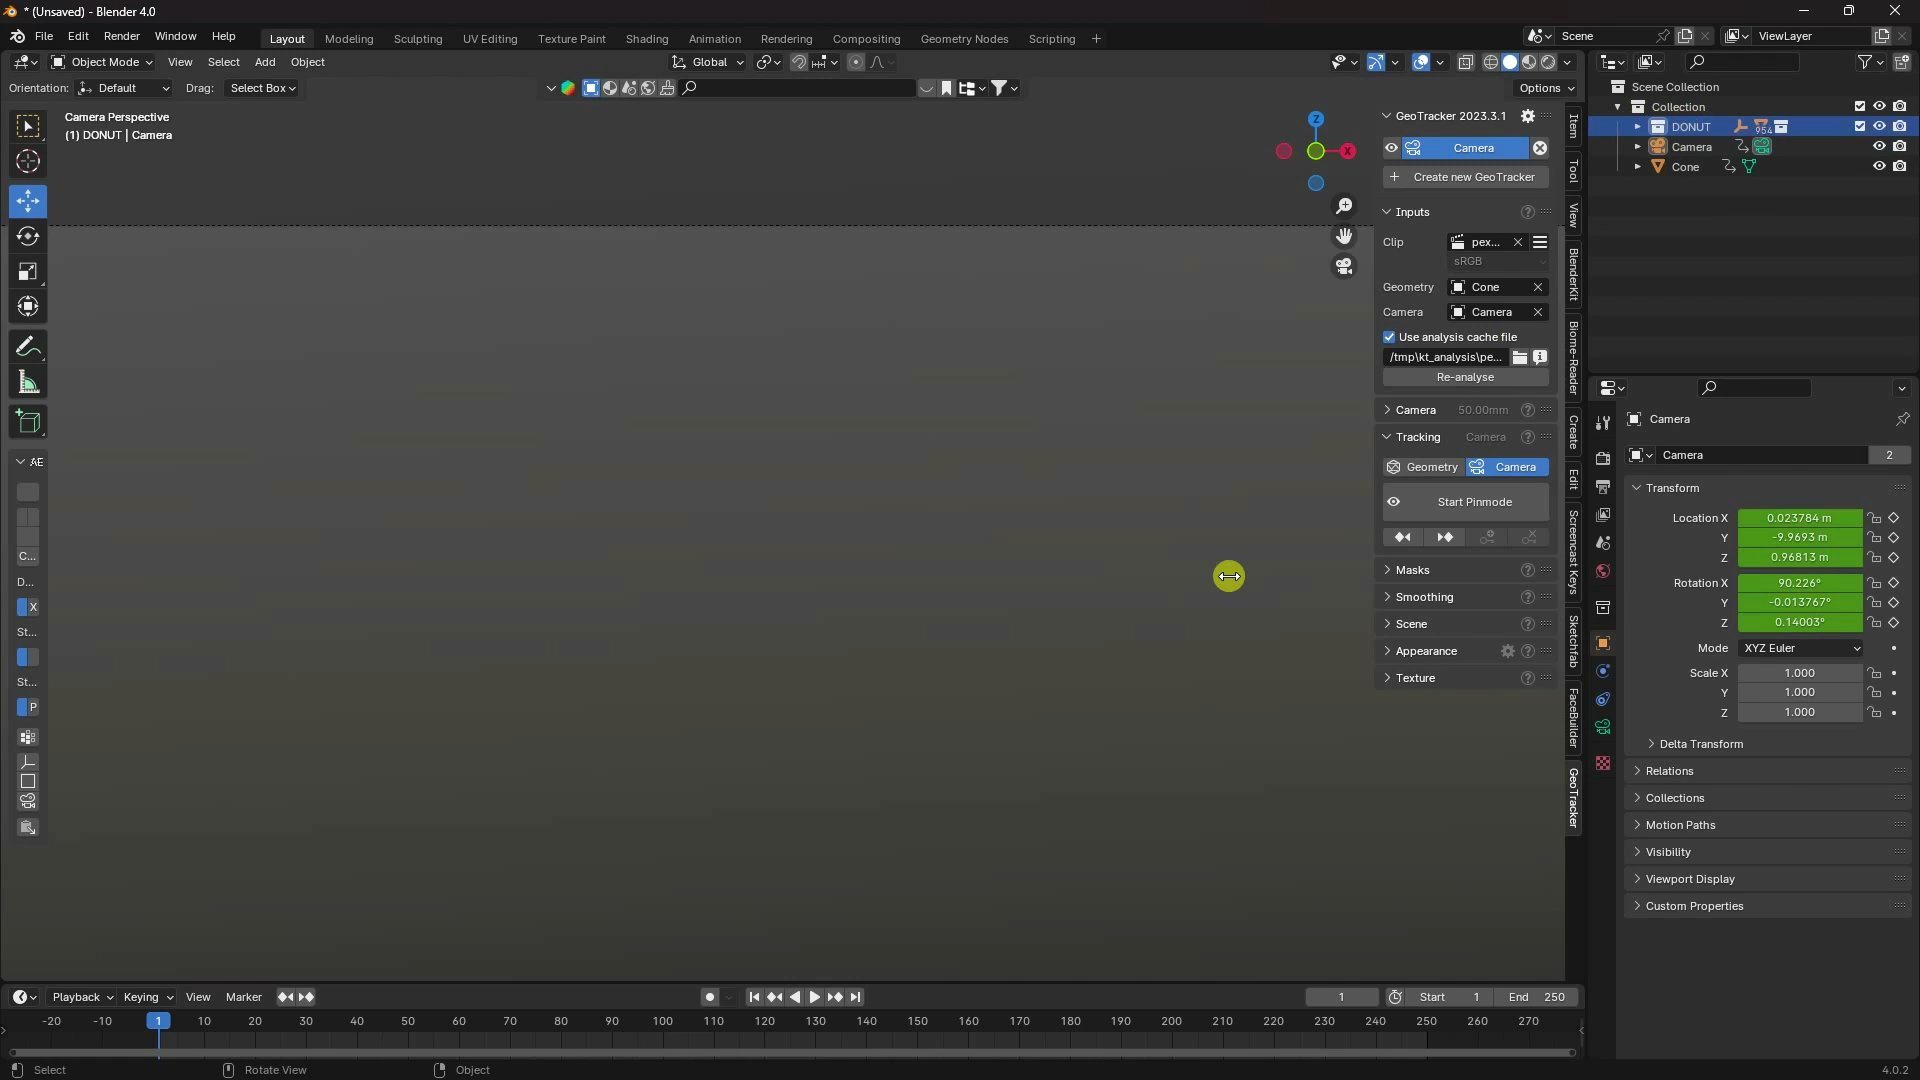 * (Unsaved) - Blender 4.0
File Edit Render Window Help
Layout Modeling Sculpting UV Editing Texture Paint Shading Animation Rendering Compositing Geometry Nodes Scripting +
Scene
ViewLayer
Object Mode View Select Add Object
Global
Orientation: Default Drag: Select Box
Options
Camera Perspective
(1) DONUT | Camera
Z
X
GeoTracker 2023.3.1
Camera
+ Create new GeoTracker
Inputs
Clip pex...
sRGB
Geometry Cone
Camera Camera
Use analysis cache file
/tmp\kt_analysis\pe...
Re-analyse
Camera 50.00mm
Tracking Camera
Geometry Camera
Start Pinmode
Masks
Smoothing
Scene
Appearance
Texture
Item
Tool
View
BlenderKit
Biome-Reader
Create
Edit
Screencast Keys
Sketchfab
FaceBuilder
GeoTracker
AE
C...
D...
X
St...
St...
P
Scene Collection
Collection
DONUT 954
Camera
Cone
Camera
Camera 2
Transform
Location X 0.023784 m
Y -9.9693 m
Z 0.96813 m
Rotation X 90.226°
Y -0.013767°
Z 0.14003°
Mode XYZ Euler
Scale X 1.000
Y 1.000
Z 1.000
Delta Transform
Relations
Collections
Motion Paths
Visibility
Viewport Display
Custom Properties
Playback Keying View Marker
1 Start 1 End 250
-20 -10 1 10 20 30 40 50 60 70 80 90 100 110 120 130 140 150 160 170 180 190 200 210 220 230 240 250 260 270
Select Rotate View Object
4.0.2